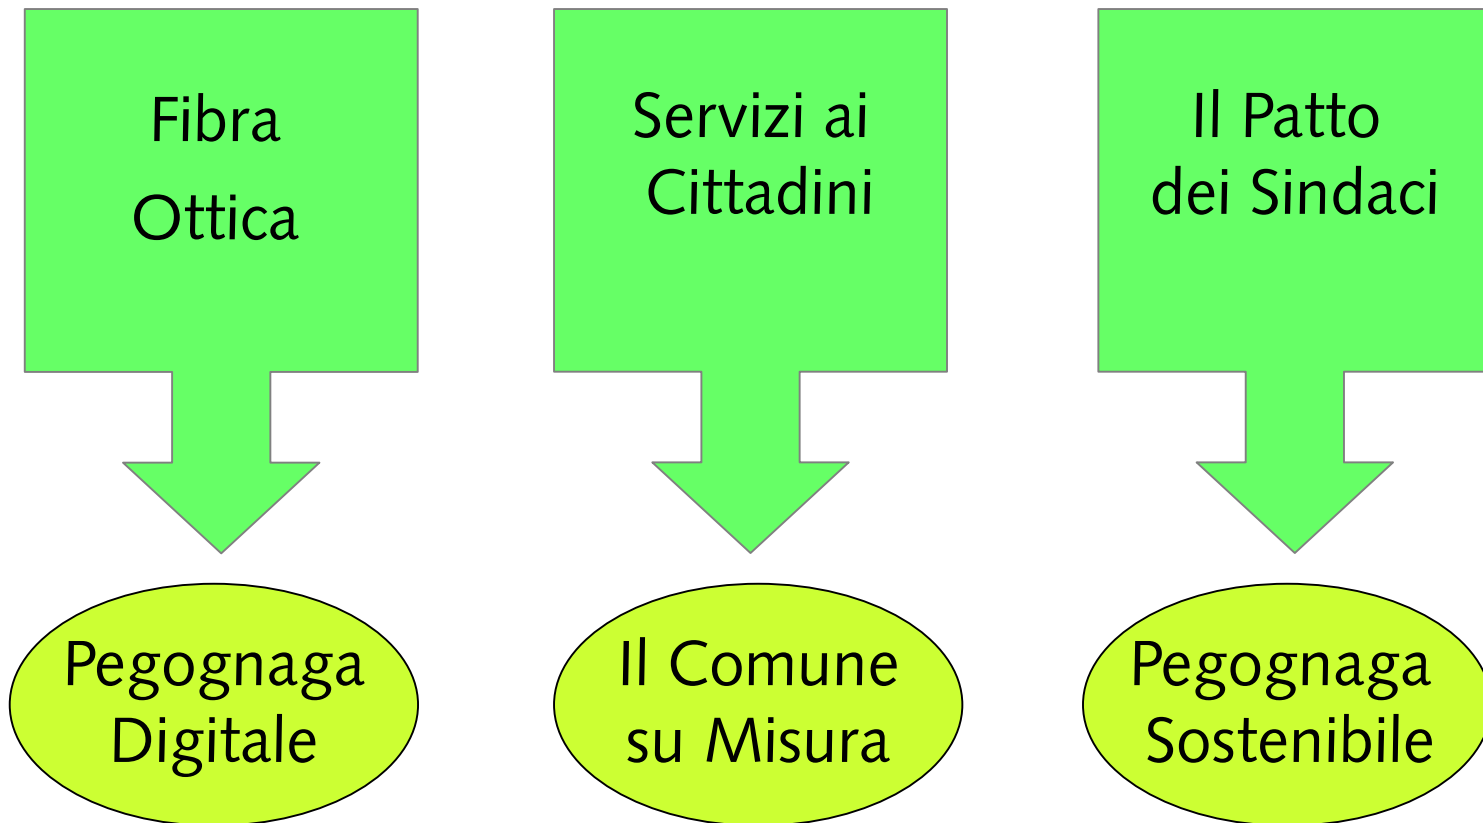 Fibra
Ottica
Servizi ai
Cittadini
Il Patto
dei Sindaci
Pegognaga
Digitale
Il Comune
su Misura
Pegognaga
Sostenibile